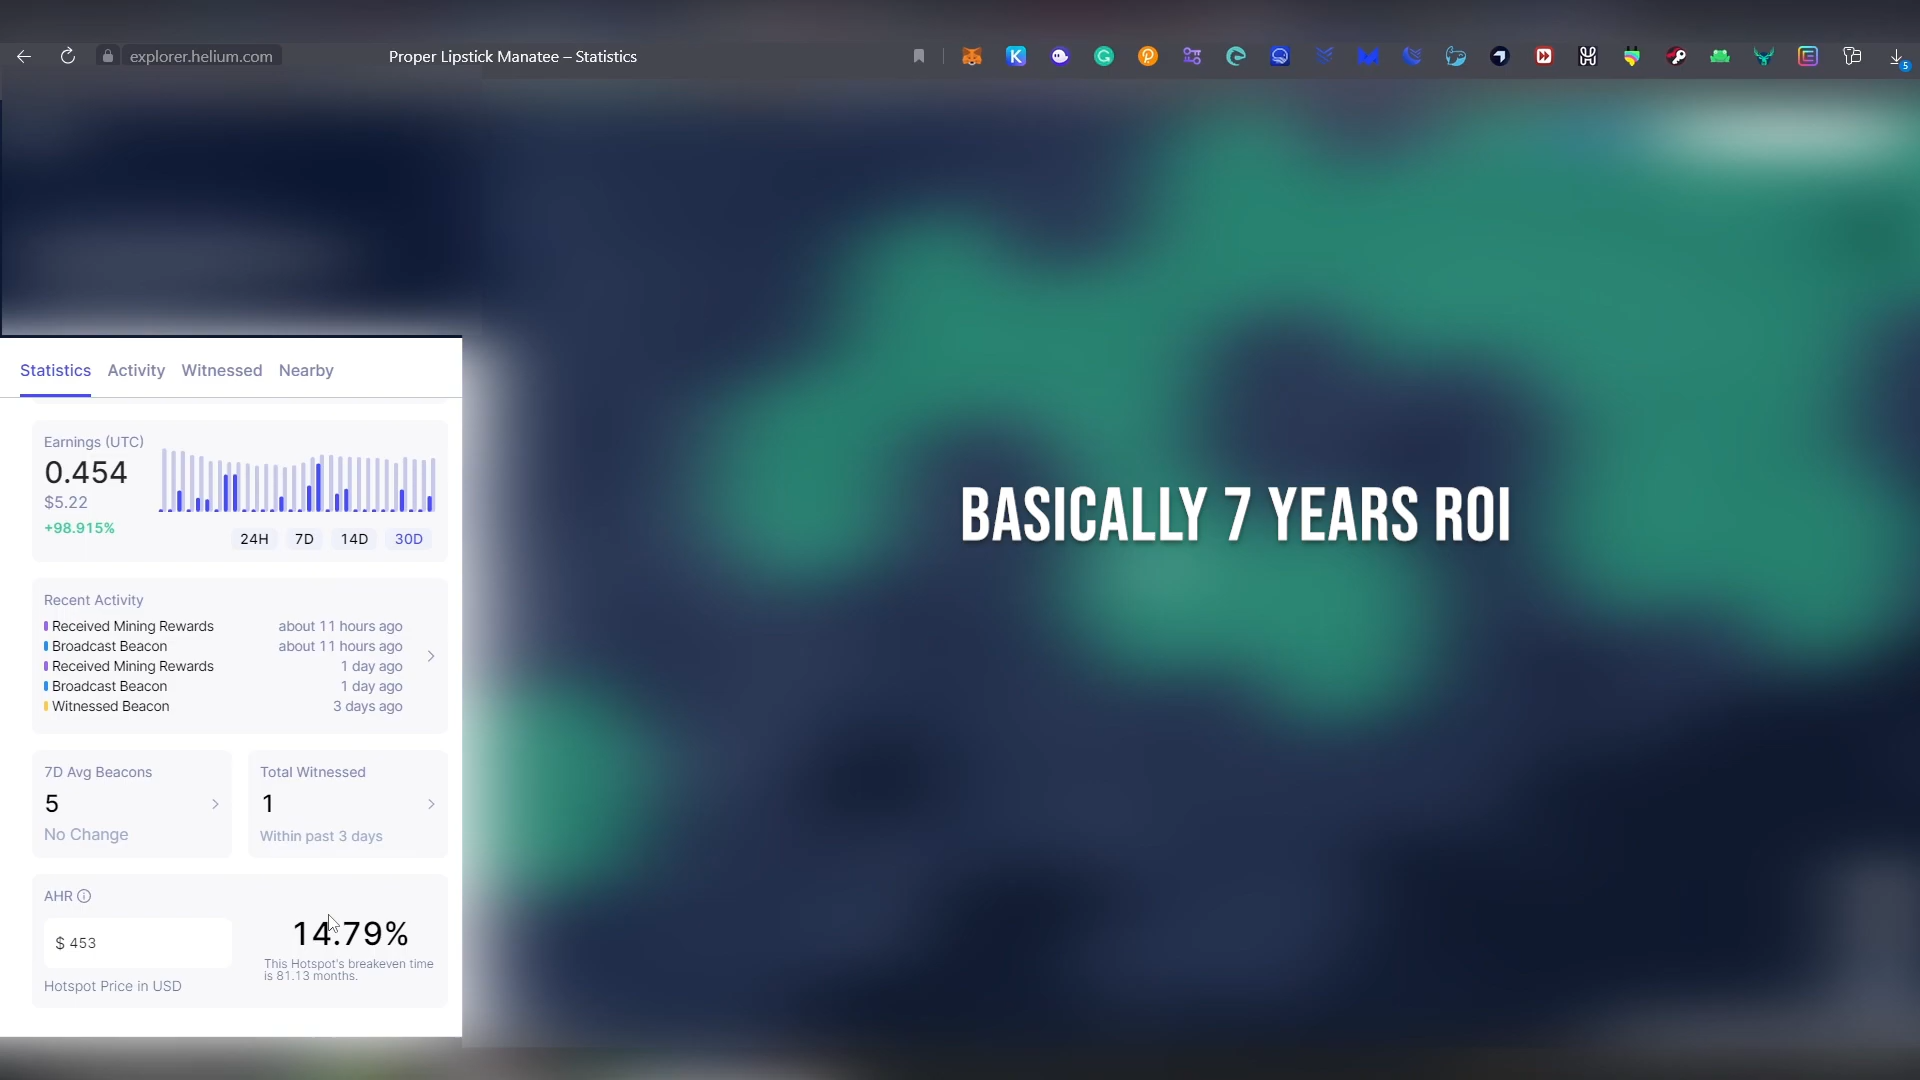 explorer.helium.com
Proper Lipstick Manatee – Statistics
5
Statistics
Activity
Witnessed
Nearby
Earnings (UTC)
0.454
$5.22
+98.915%
24H
7D
14D
30D
BASICALLY 7 YEARS ROI
Recent Activity
Received Mining Rewards about 11 hours ago
Broadcast Beacon about 11 hours ago
Received Mining Rewards 1 day ago
Broadcast Beacon 1 day ago
Witnessed Beacon 3 days ago
7D Avg Beacons
5
No Change
Total Witnessed
1
Within past 3 days
AHR
$ 453
Hotspot Price in USD
14.79%
This Hotspot's breakeven time
is 81.13 months.